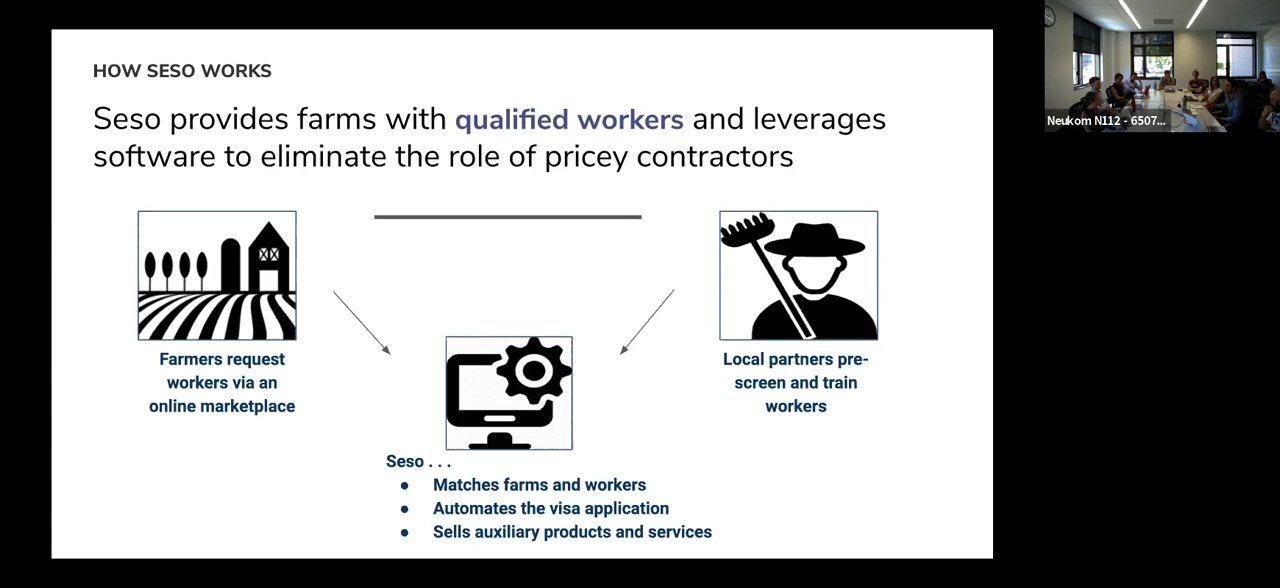 HOW SESO WORKS
Seso provides farms with qualified workers and leverages
software to eliminate the role of pricey contractors
Farmers request
workers via an
online marketplace
Local partners pre-
screen and train
workers
Seso . . .
● Matches farms and workers
● Automates the visa application
● Sells auxiliary products and services
Neukom N112 - 6507...